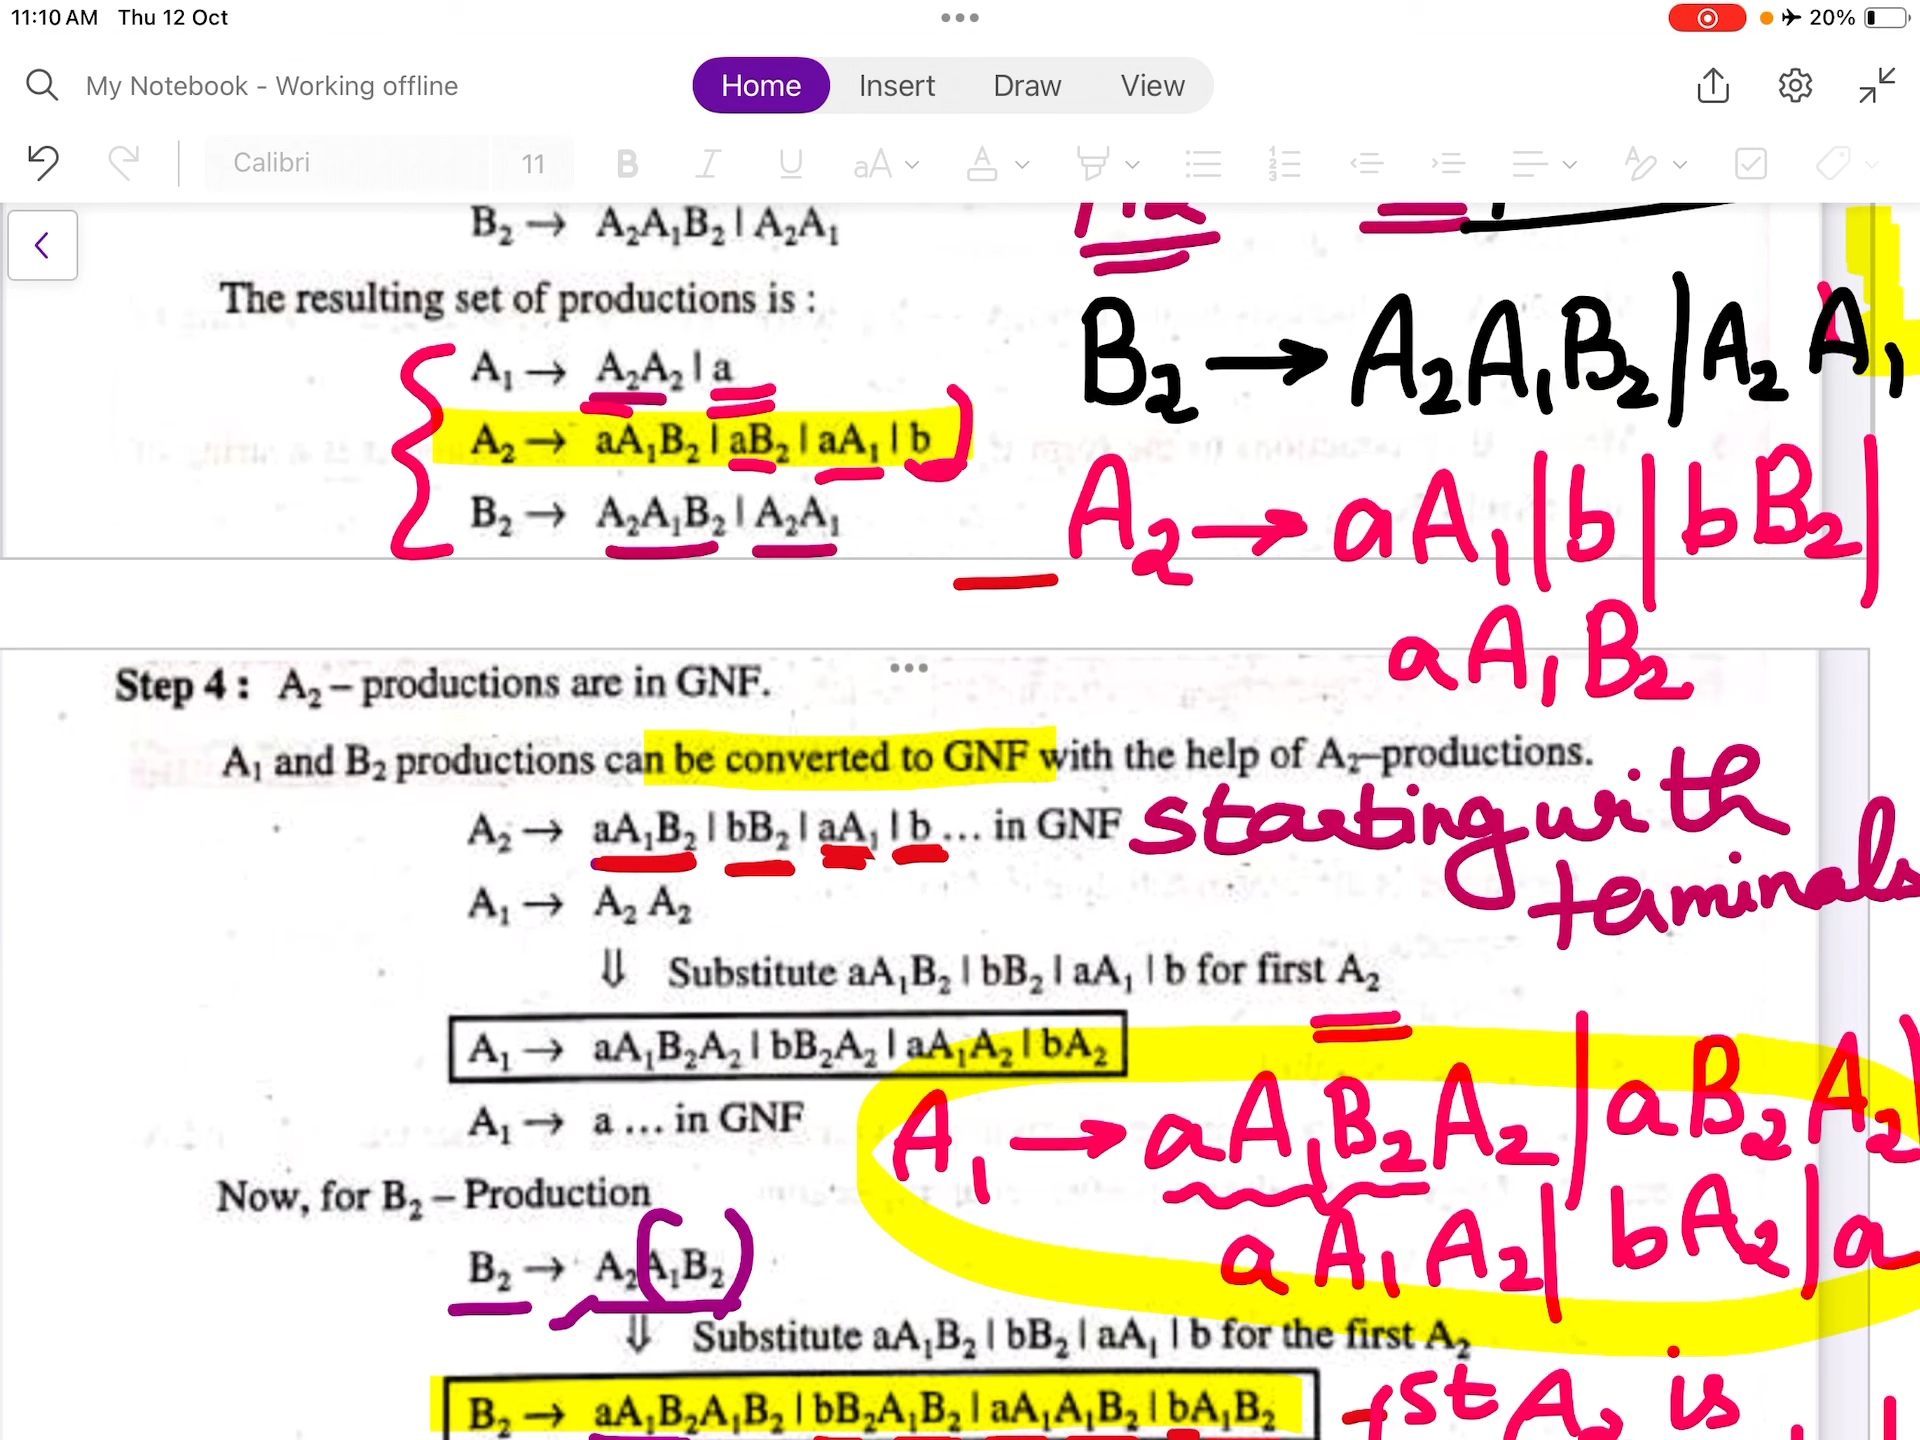 11:10 AM Thu 12 Oct
20%
My Notebook - Working offline
Home Insert Draw View
Calibri 11 B I U aA A
B₂ → A₂A₁B₂ | A₂A₁
The resulting set of productions is :
A₁ → A₂A₂ | a
A₂ → aA₁B₂ | aB₂ | aA₁ | b
B₂ → A₂A₁B₂ | A₂A₁
B₂ → A₂A₁B₂ | A₂ A₁
A₂ → aA₁ | b | bB₂ |
aA₁B₂
Step 4 : A₂ – productions are in GNF.
A₁ and B₂ productions can be converted to GNF with the help of A₂–productions.
A₂ → aA₁B₂ | bB₂ | aA₁ | b ... in GNF
starting with
terminals
A₁ → A₂ A₂
⇓ Substitute aA₁B₂ | bB₂ | aA₁ | b for first A₂
A₁ → aA₁B₂A₂ | bB₂A₂ | aA₁A₂ | bA₂
A₁ → a ... in GNF
A₁ → aA₁B₂A₂ | aB₂A₂ |
aA₁A₂ | bA₂ | a
Now, for B₂ – Production
B₂ → A₂A₁B₂)
⇓ Substitute aA₁B₂ | bB₂ | aA₁ | b for the first A₂
B₂ → aA₁B₂A₁B₂ | bB₂A₁B₂ | aA₁A₁B₂ | bA₁B₂
1st A₂ is